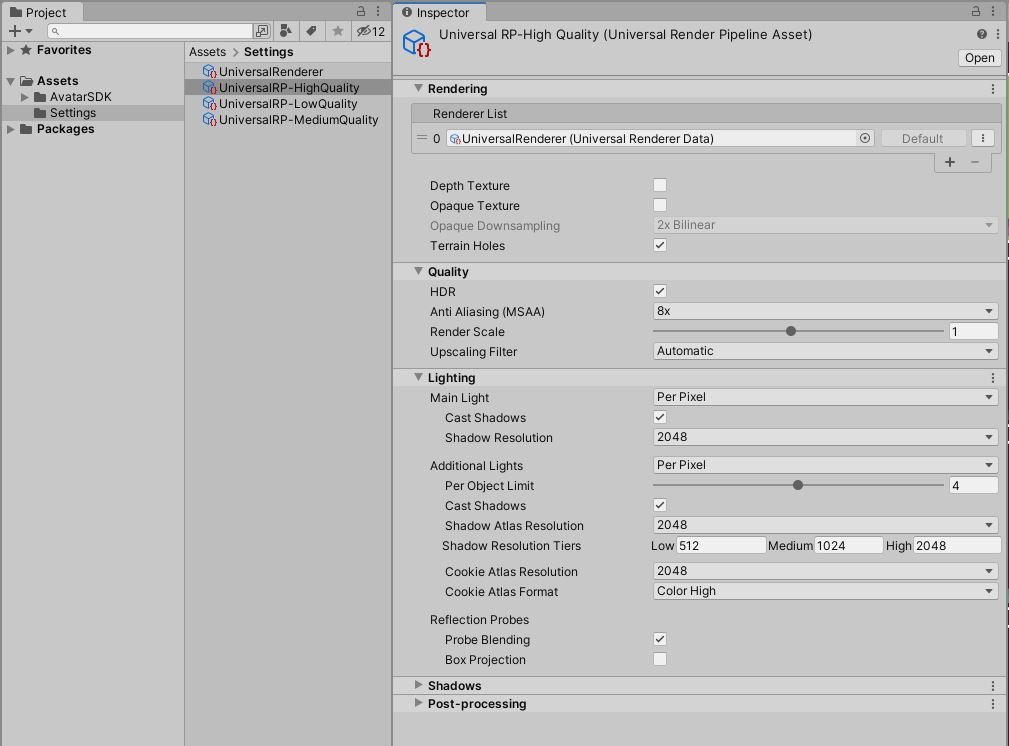 Project
12
Favorites
Assets
AvatarSDK
Settings
Packages
Assets > Settings
UniversalRenderer
UniversalRP-HighQuality
UniversalRP-LowQuality
UniversalRP-MediumQuality
Inspector
Universal RP-High Quality (Universal Render Pipeline Asset)
Open
Rendering
Renderer List
0 UniversalRenderer (Universal Renderer Data) Default
Depth Texture
Opaque Texture
Opaque Downsampling 2x Bilinear
Terrain Holes
Quality
HDR
Anti Aliasing (MSAA) 8x
Render Scale 1
Upscaling Filter Automatic
Lighting
Main Light Per Pixel
Cast Shadows
Shadow Resolution 2048
Additional Lights Per Pixel
Per Object Limit 4
Cast Shadows
Shadow Atlas Resolution 2048
Shadow Resolution Tiers Low 512 Medium 1024 High 2048
Cookie Atlas Resolution 2048
Cookie Atlas Format Color High
Reflection Probes
Probe Blending
Box Projection
Shadows
Post-processing